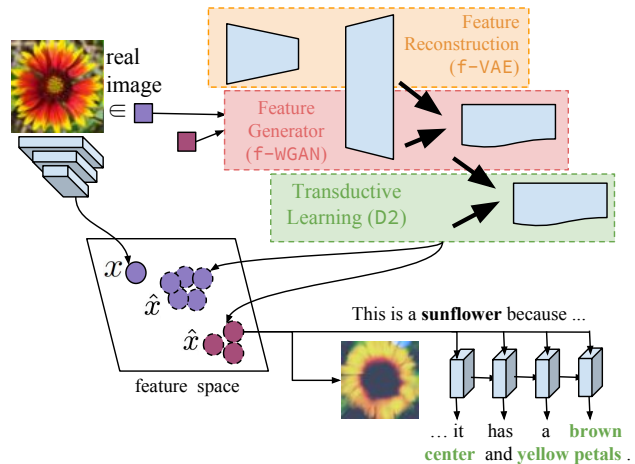 real
image
∈
Feature
Reconstruction
(f-VAE)
Feature
Generator
(f-WGAN)
Transductive
Learning (D2)
x
x̂
x̂
feature space
This is a sunflower because ...
... it has a brown
center and yellow petals .